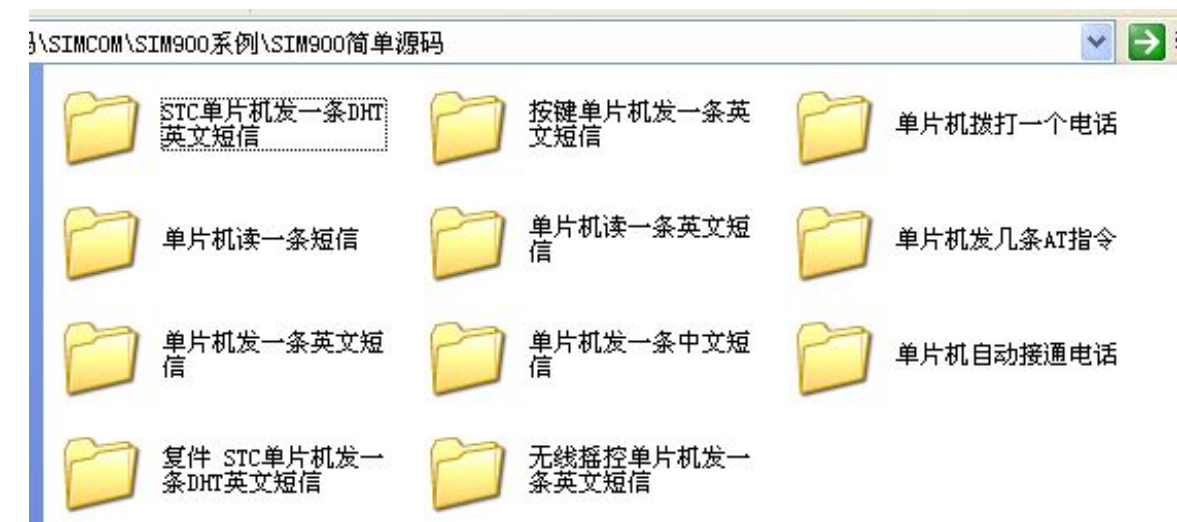 \SIMCOM\SIM900系例\SIM900简单源码
STC单片机发一条DHT
英文短信
按键单片机发一条英
文短信
单片机拨打一个电话
单片机读一条短信
单片机读一条英文短
信
单片机发几条AT指令
单片机发一条英文短
信
单片机发一条中文短
信
单片机自动接通电话
复件 STC单片机发一
条DHT英文短信
无线摇控单片机发一
条英文短信